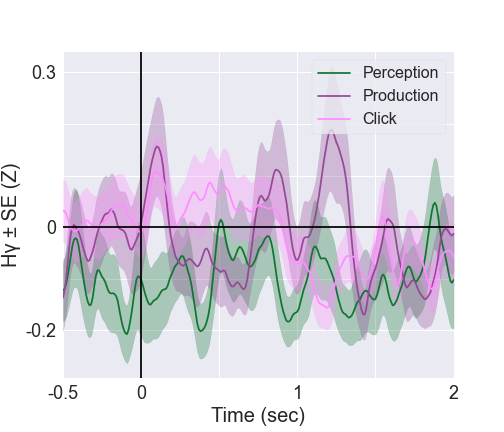 Perception
Production
Click
0.3
0
-0.2
Hγ ± SE (Z)
-0.5 0 1 2
Time (sec)